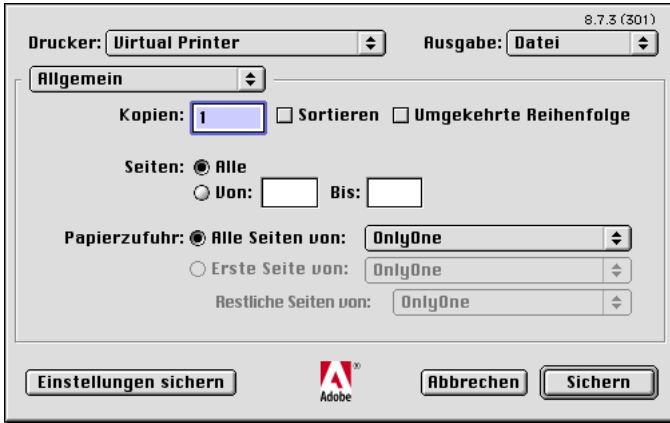 8.7.3 (301)
Drucker: Virtual Printer Ausgabe: Datei
Allgemein
Kopien: 1 Sortieren Umgekehrte Reihenfolge
Seiten: Alle
Von: Bis:
Papierzufuhr: Alle Seiten von: OnlyOne
Erste Seite von: OnlyOne
Restliche Seiten von: OnlyOne
Einstellungen sichern Adobe® Abbrechen Sichern